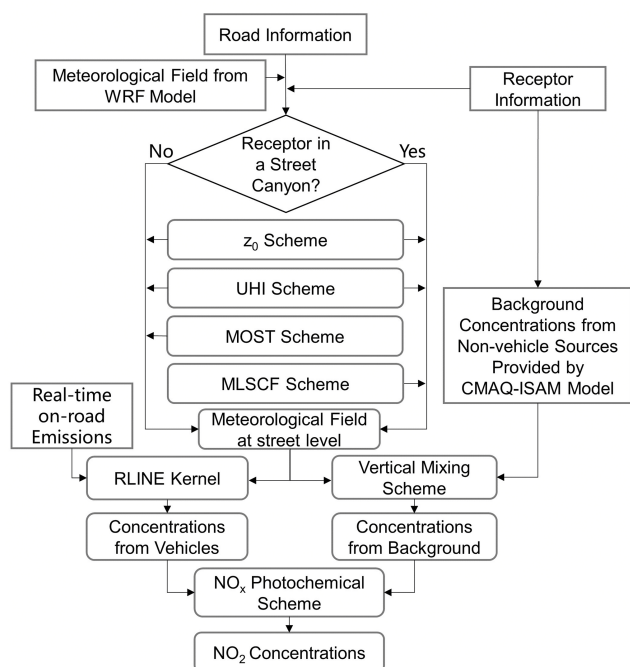 Road Information
Meteorological Field from
WRF Model
Receptor
Information
No
Receptor in
a Street
Canyon?
Yes
z₀ Scheme
UHI Scheme
MOST Scheme
MLSCF Scheme
Background
Concentrations from
Non-vehicle Sources
Provided by
CMAQ-ISAM Model
Real-time
on-road
Emissions
Meteorological Field
at street level
RLINE Kernel
Vertical Mixing
Scheme
Concentrations
from Vehicles
Concentrations
from Background
NOₓ Photochemical
Scheme
NO₂ Concentrations